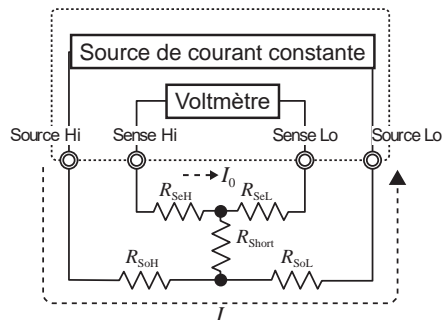 Source de courant constante
Voltmètre
Source Hi Sense Hi Sense Lo Source Lo
I0
RSeH RSeL
RShort
RSoH RSoL
I